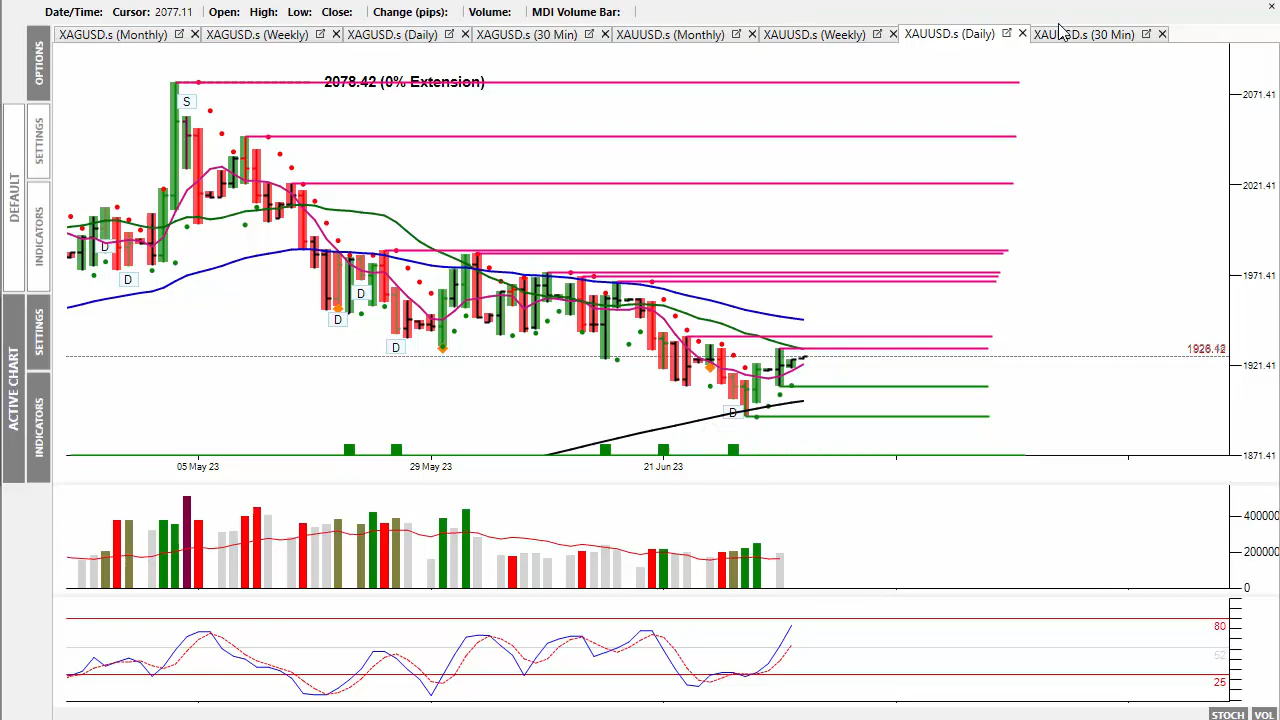 Date/Time: Cursor: 2077.11 Open: High: Low: Close: Change (pips): Volume: MDI Volume Bar:
XAGUSD.s (Monthly) XAGUSD.s (Weekly) XAGUSD.s (Daily) XAGUSD.s (30 Min) XAUUSD.s (Monthly) XAUUSD.s (Weekly) XAUUSD.s (Daily) XAUUSD.s (30 Min)
OPTIONS
DEFAULT
SETTINGS
INDICATORS
ACTIVE CHART
SETTINGS
INDICATORS
2078.42 (0% Extension)
S
D
D
D
D
D
D
2071.41
2021.41
1971.41
1921.41
1871.41
05 May 23 29 May 23 21 Jun 23
400000
200000
0
80
25
STOCH VOL